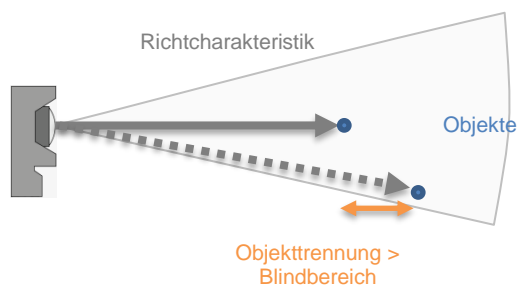 Richtcharakteristik
Objekte
Objekttrennung >
Blindbereich